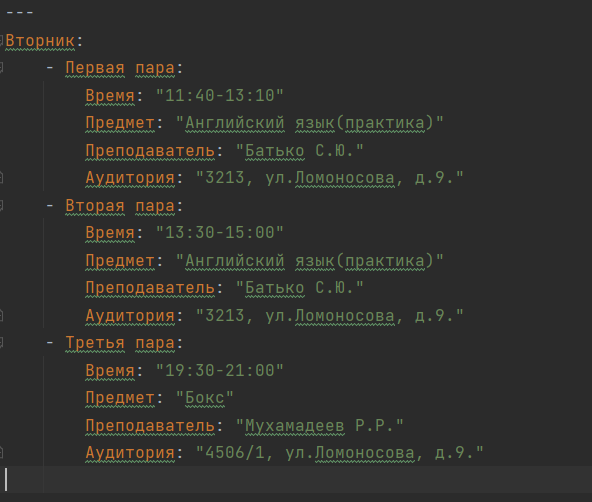 ---
Вторник:
    - Первая пара:
        Время: "11:40-13:10"
        Предмет: "Английский язык(практика)"
        Преподаватель: "Батько С.Ю."
        Аудитория: "3213, ул.Ломоносова, д.9."
    - Вторая пара:
        Время: "13:30-15:00"
        Предмет: "Английский язык(практика)"
        Преподаватель: "Батько С.Ю."
        Аудитория: "3213, ул.Ломоносова, д.9."
    - Третья пара:
        Время: "19:30-21:00"
        Предмет: "Бокс"
        Преподаватель: "Мухамадеев Р.Р."
        Аудитория: "4506/1, ул.Ломоносова, д.9."